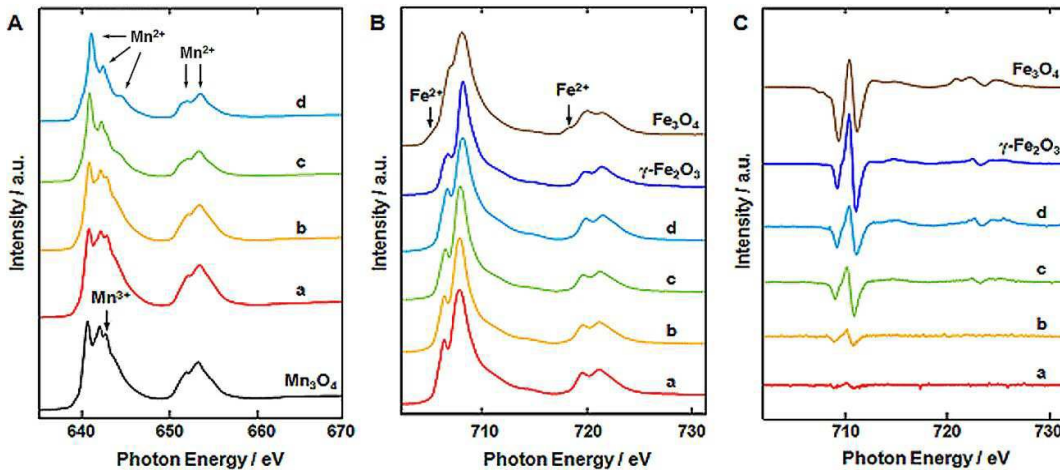 A
Mn²⁺
Mn²⁺
d
c
b
a
Mn³⁺
Mn₃O₄
Intensity / a.u.
640
650
660
670
Photon Energy / eV
B
Fe²⁺
Fe²⁺
Fe₃O₄
γ-Fe₂O₃
d
c
b
a
Intensity / a.u.
710
720
730
Photon Energy / eV
C
Fe₃O₄
γ-Fe₂O₃
d
c
b
a
Intensity / a.u.
710
720
730
Photon Energy / eV